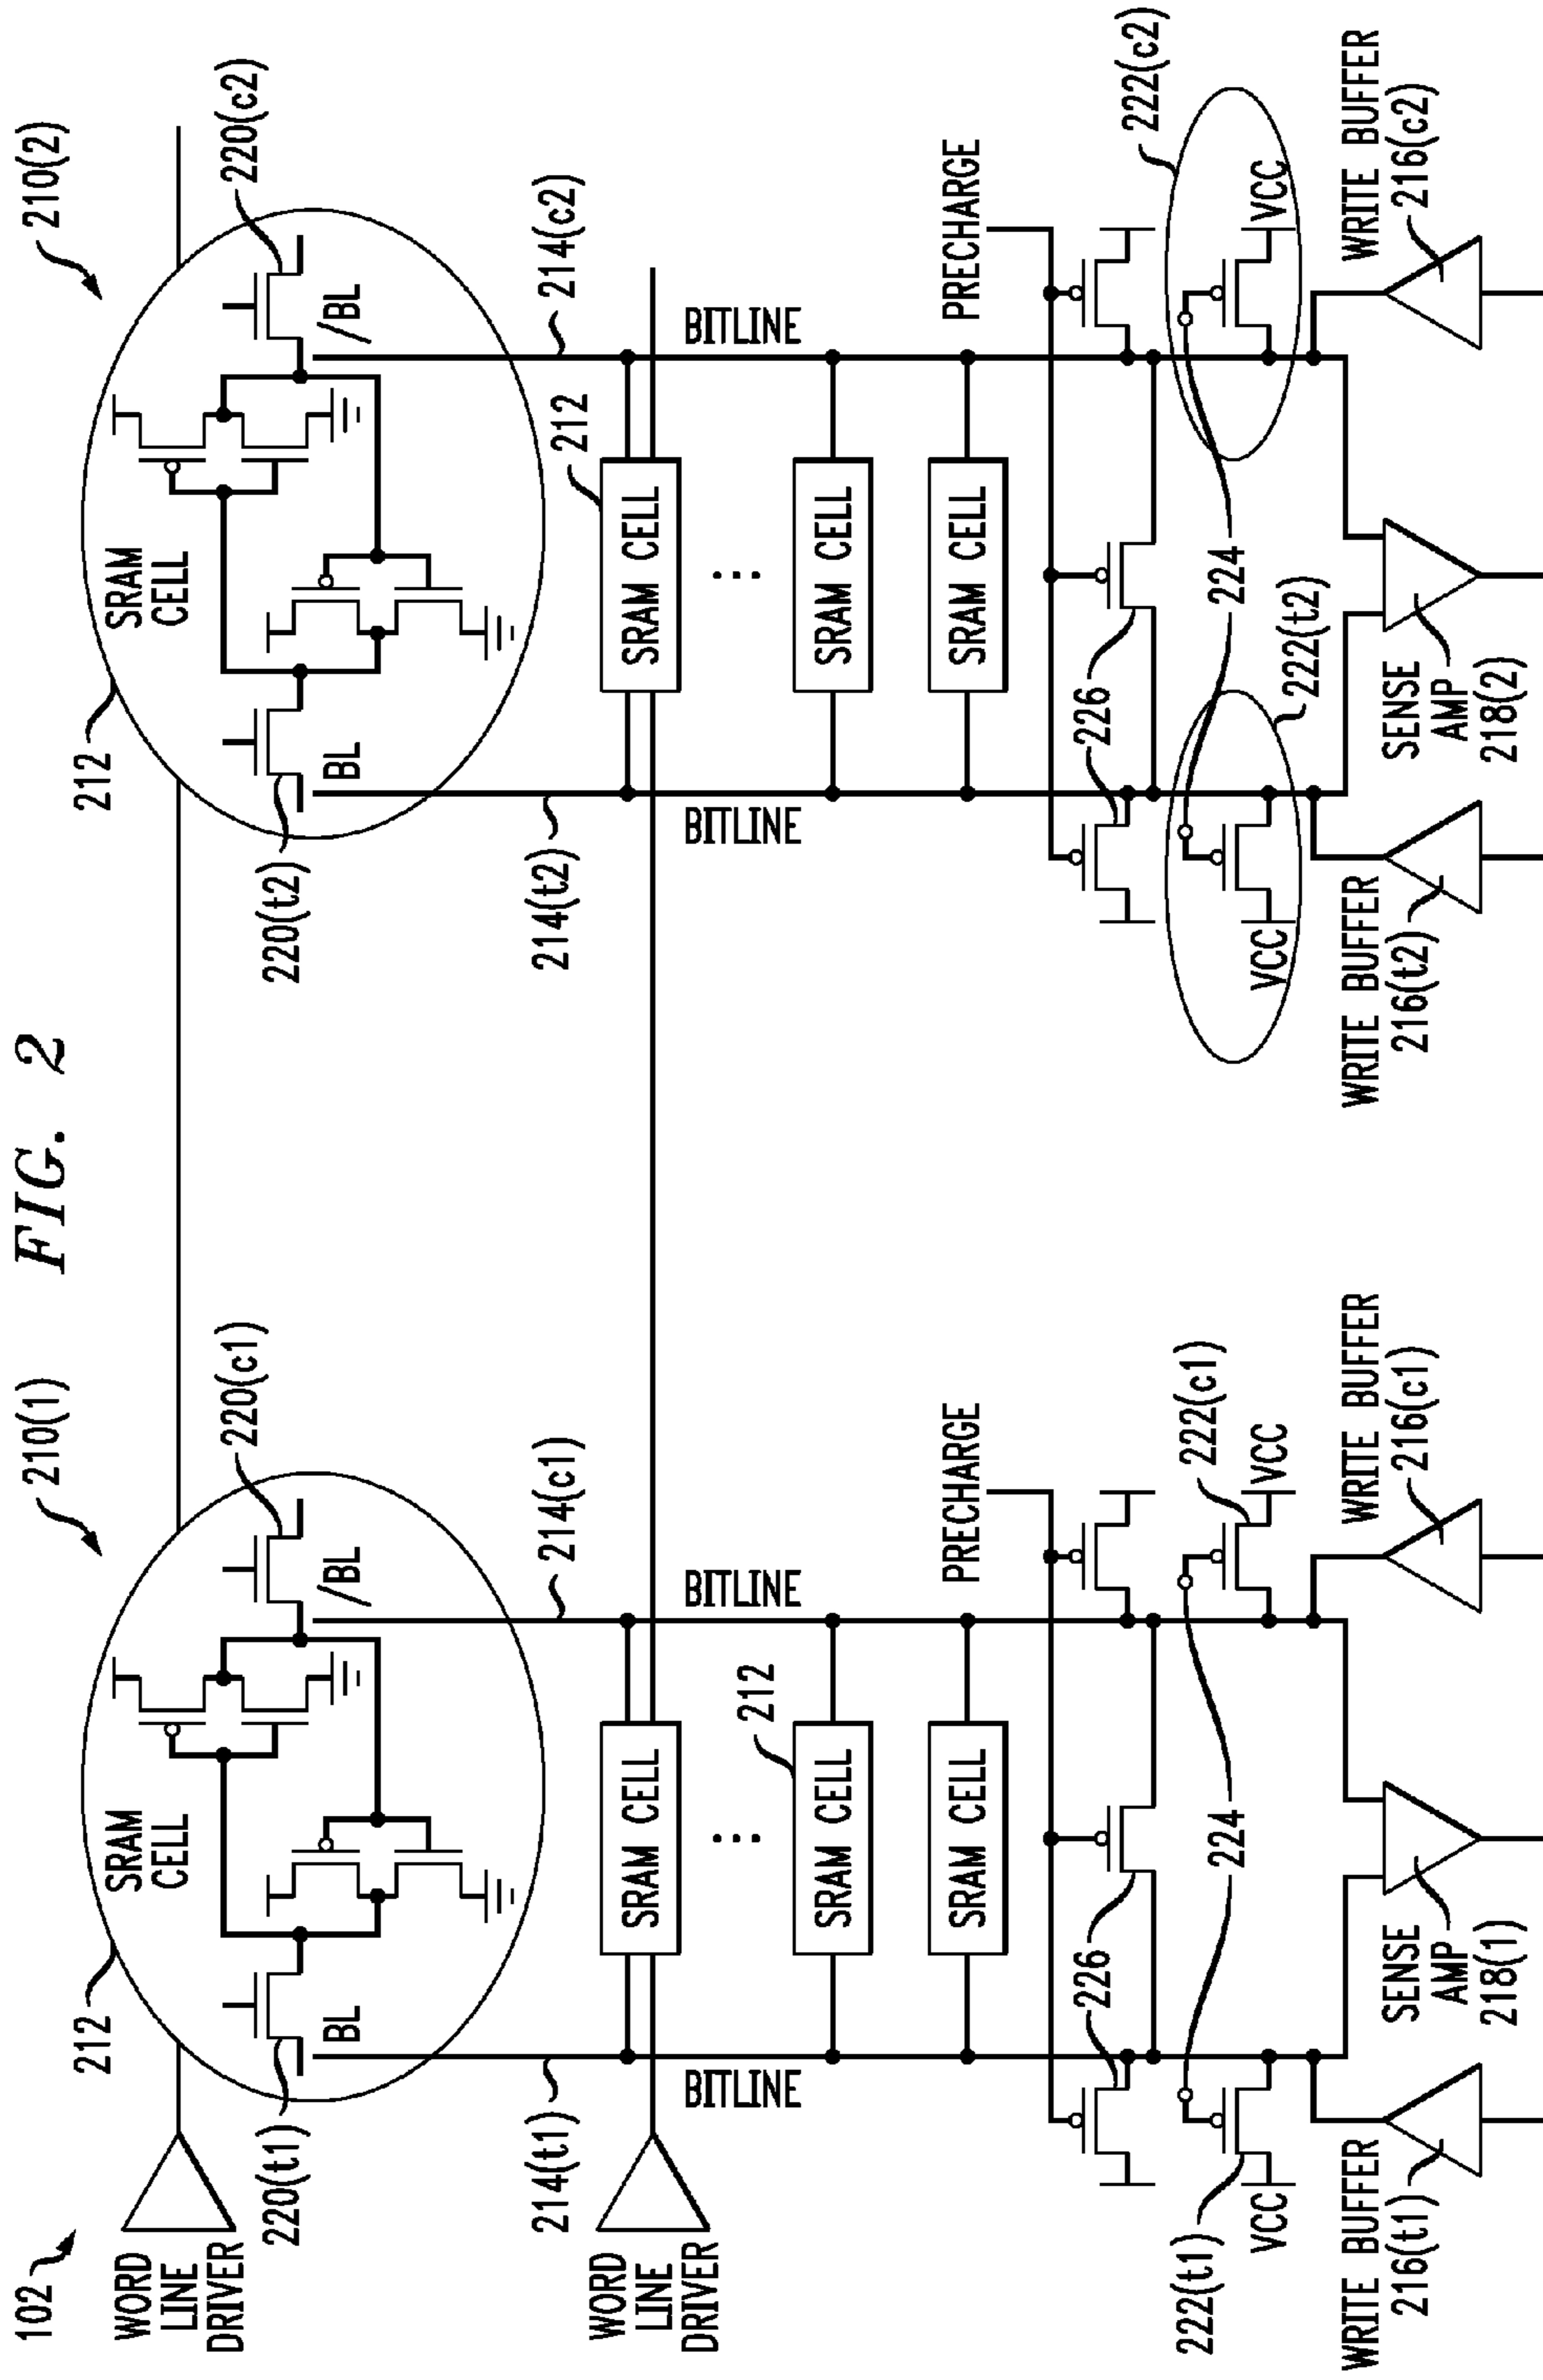 FIG. 2
102
210(1)
210(2)
WORD
LINE
DRIVER
212
SRAM
CELL
220(c1)
212
SRAM
CELL
220(c2)
220(t1)
BL
/BL
220(t2)
BL
/BL
214(t1)
214(c1)
214(t2)
214(c2)
WORD
LINE
DRIVER
SRAM CELL
SRAM CELL
212
BITLINE
...
212
BITLINE
BITLINE
...
BITLINE
SRAM CELL
SRAM CELL
SRAM CELL
SRAM CELL
PRECHARGE
PRECHARGE
226
226
222(t1)
224
222(c1)
224
222(c2)
VCC
VCC
VCC
222(t2)
VCC
WRITE BUFFER
216(t1)
SENSE
AMP
218(1)
WRITE BUFFER
216(c1)
WRITE BUFFER
216(t2)
SENSE
AMP
218(2)
WRITE BUFFER
216(c2)